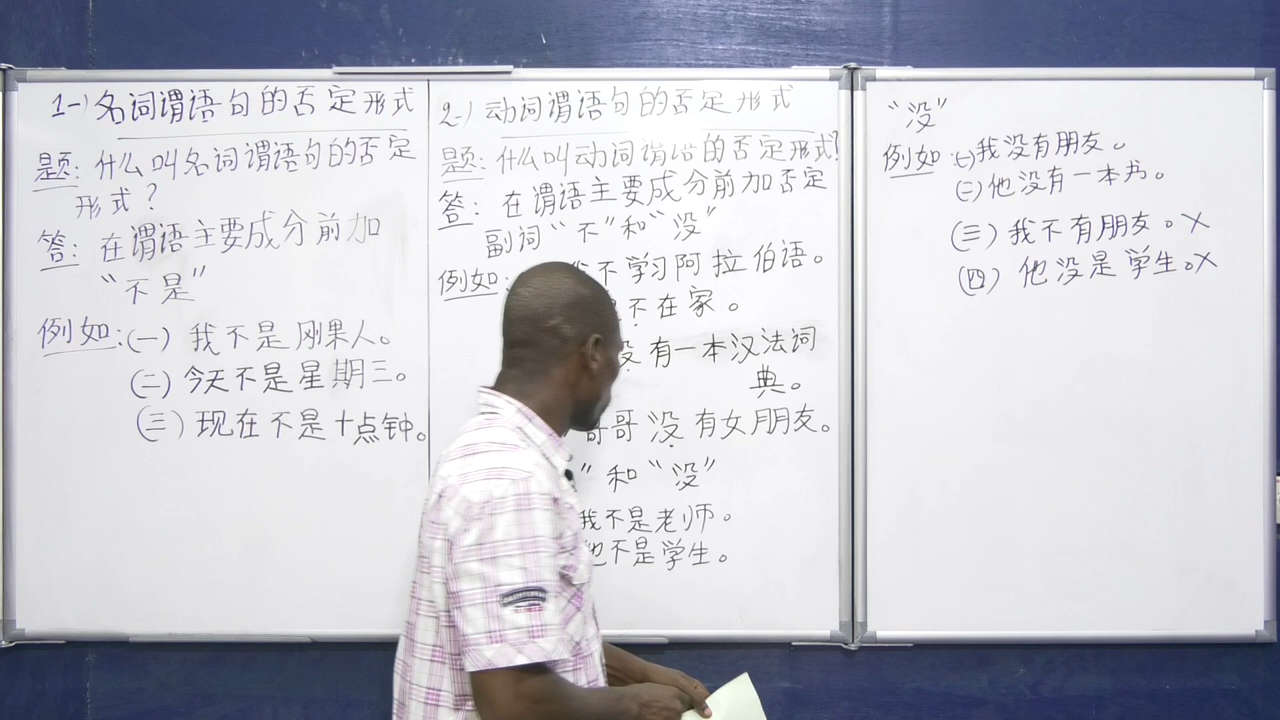 1-) 名词谓语句的否定形式
题: 什么叫名词谓语句的否定
形式?
答: 在谓语主要成分前加
“不是”
例如:(一) 我不是刚果人。
(二) 今天不是星期三。
(三) 现在不是十点钟。
2-) 动词谓语句的否定形式
题: 什么叫动词谓语的否定形式?
答: 在谓语主要成分前加否定
副词“不”和“没”
例如: 不学习阿拉伯语。
不在家。
没有一本汉法词
典。
哥哥没有女朋友。
” 和 “没”
我不是老师。
他不是学生。
“没”
例如:(一)我没有朋友。
(二)他没有一本书。
(三) 我不有朋友。X
(四) 他没是学生。X